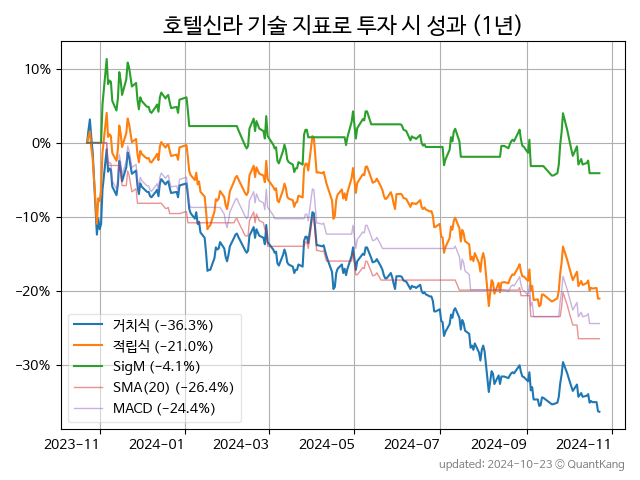 호텔신라 기술 지표로 투자 시 성과 (1년)
10%
0%
−10%
−20%
−30%
거치식 (−36.3%)
적립식 (−21.0%)
SigM (−4.1%)
SMA(20) (−26.4%)
MACD (−24.4%)
2023-11 2024-01 2024-03 2024-05 2024-07 2024-09 2024-11
updated: 2024-10-23 © QuantKang